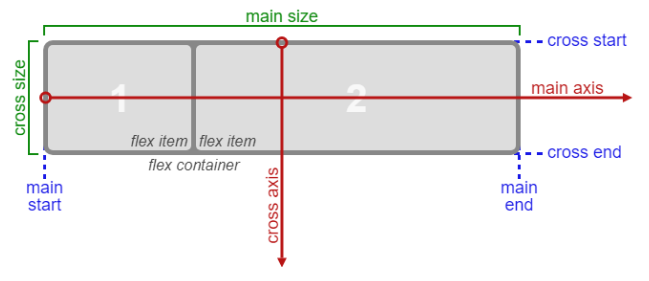 main size
cross start
cross size
1
2
main axis
flex item
flex item
cross end
flex container
cross axis
main
start
main
end